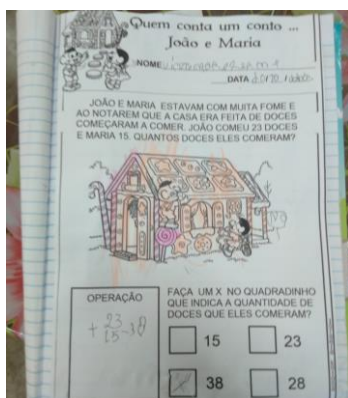 Quem conta um conto ...
João e Maria
NOME
DATA
JOÃO E MARIA ESTAVAM COM MUITA FOME E
AO NOTAREM QUE A CASA ERA FEITA DE DOCES
COMEÇARAM A COMER. JOÃO COMEU 23 DOCES
E MARIA 15. QUANTOS DOCES ELES COMERAM?
OPERAÇÃO
23
+ 15
FAÇA UM X NO QUADRADINHO
QUE INDICA A QUANTIDADE DE
DOCES QUE ELES COMERAM?
15 23
38 28